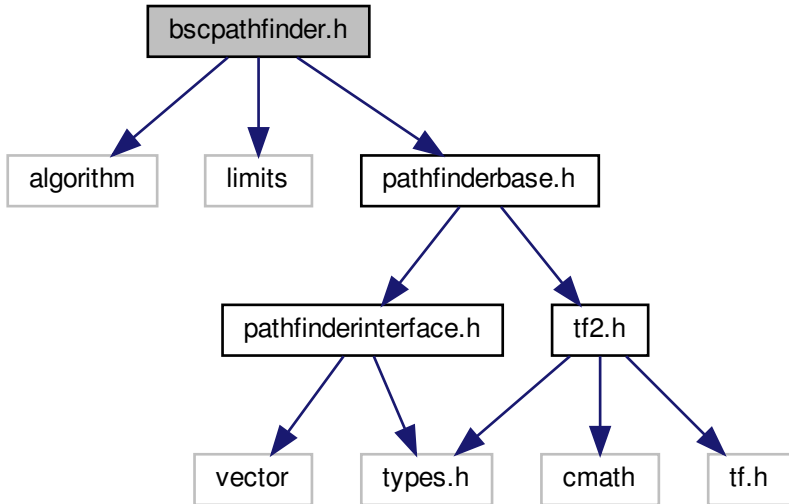 bscpathfinder.h
algorithm
limits
pathfinderbase.h
pathfinderinterface.h
tf2.h
vector
types.h
cmath
tf.h